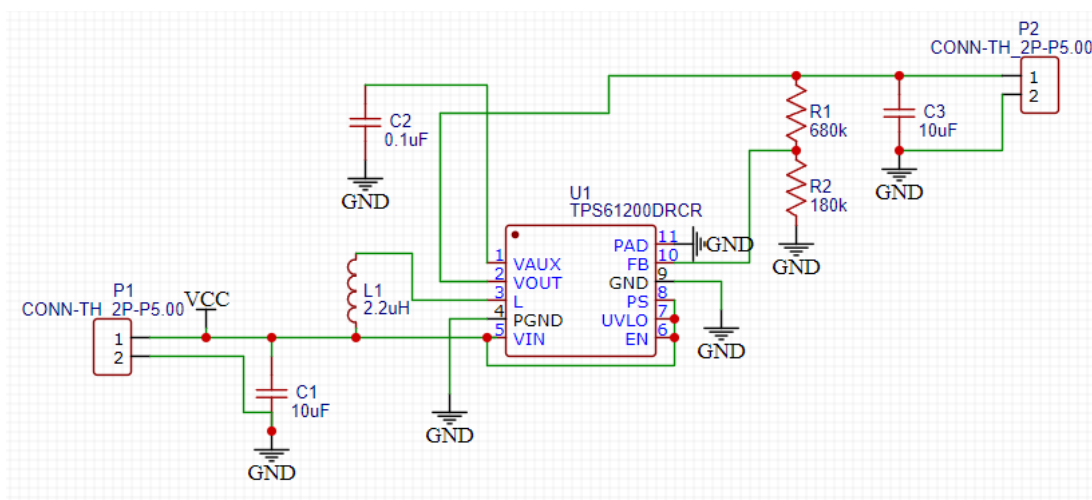 P2
CONN-TH_2P-P5.00
1
2
R1
680k
C3
10uF
C2
0.1uF
GND
GND
R2
180k
GND
U1
TPS61200DRCR
1 VAUX
2 VOUT
3 L
4 PGND
5 VIN
PAD 11
GND
FB 10
GND 9
PS 8
UVLO 7
EN 6
GND
L1
2.2uH
P1
CONN-TH_2P-P5.00
VCC
1
2
C1
10uF
GND
GND